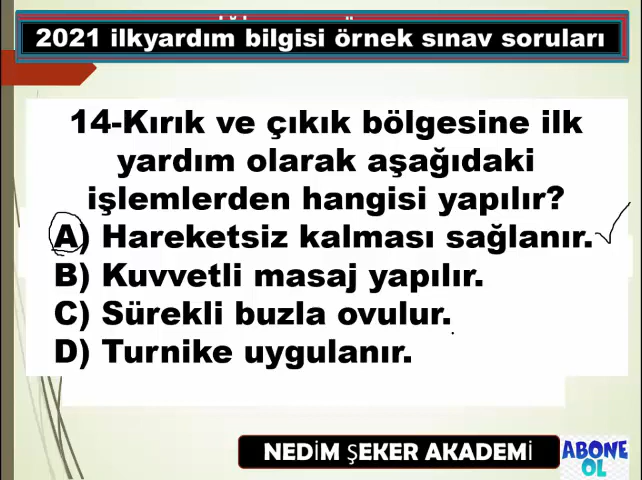 2021 ilkyardım bilgisi örnek sınav soruları
14-Kırık ve çıkık bölgesine ilk
yardım olarak aşağıdaki
işlemlerden hangisi yapılır?
A) Hareketsiz kalması sağlanır.
B) Kuvvetli masaj yapılır.
C) Sürekli buzla ovulur.
D) Turnike uygulanır.
NEDİM ŞEKER AKADEMİ
ABONE
OL